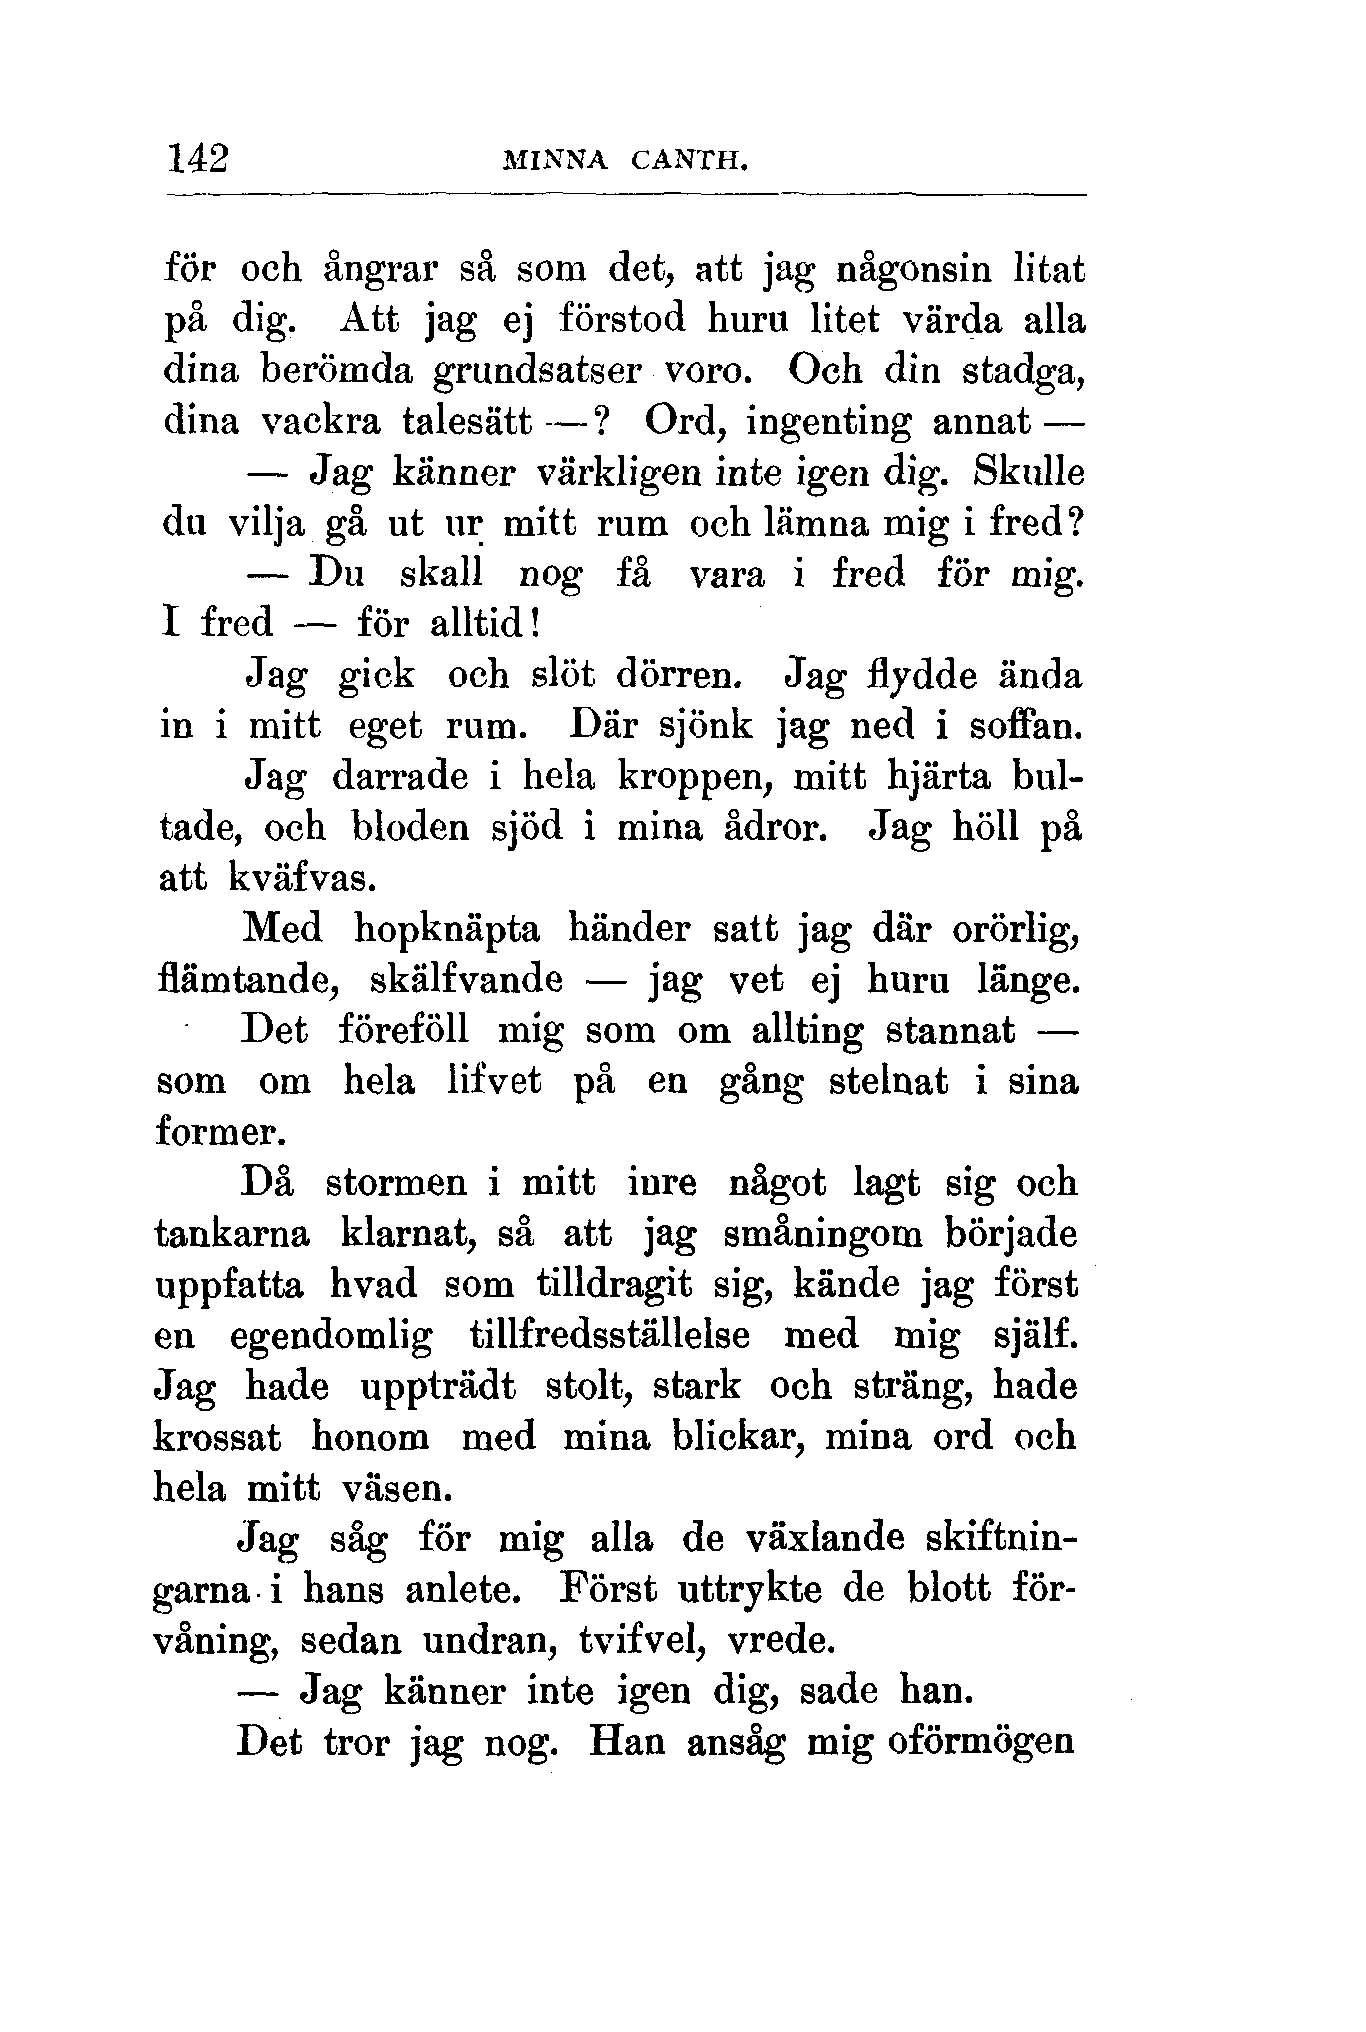 142 MINNA CANTH.
för och ångrar så som det, att jag någonsin litat
på dig. Att jag ej förstod huru litet värda alla
dina berömda grundsatser voro. Och din stadga,
dina vackra talesätt —? Ord, ingenting annat —
— Jag känner värkligen inte igen dig. Skulle
du vilja gå ut ur mitt rum och lämna mig i fred?
— Du skall nog få vara i fred för mig.
I fred — för alltid!
Jag gick och slöt dörren. Jag flydde ända
in i mitt eget rum. Där sjönk jag ned i soffan.
Jag darrade i hela kroppen, mitt hjärta bul-
tade, och bloden sjöd i mina ådror. Jag höll på
att kväfvas.
Med hopknäpta händer satt jag där orörlig,
flämtande, skälfvande — jag vet ej huru länge.
Det föreföll mig som om allting stannat —
som om hela lifvet på en gång stelnat i sina
former.
Då stormen i mitt inre något lagt sig och
tankarna klarnat, så att jag småningom började
uppfatta hvad som tilldragit sig, kände jag först
en egendomlig tillfredsställelse med mig själf.
Jag hade uppträdt stolt, stark och sträng, hade
krossat honom med mina blickar, mina ord och
hela mitt väsen.
Jag såg för mig alla de växlande skiftnin-
garna i hans anlete. Först uttrykte de blott för-
våning, sedan undran, tvifvel, vrede.
— Jag känner inte igen dig, sade han.
Det tror jag nog. Han ansåg mig oförmögen